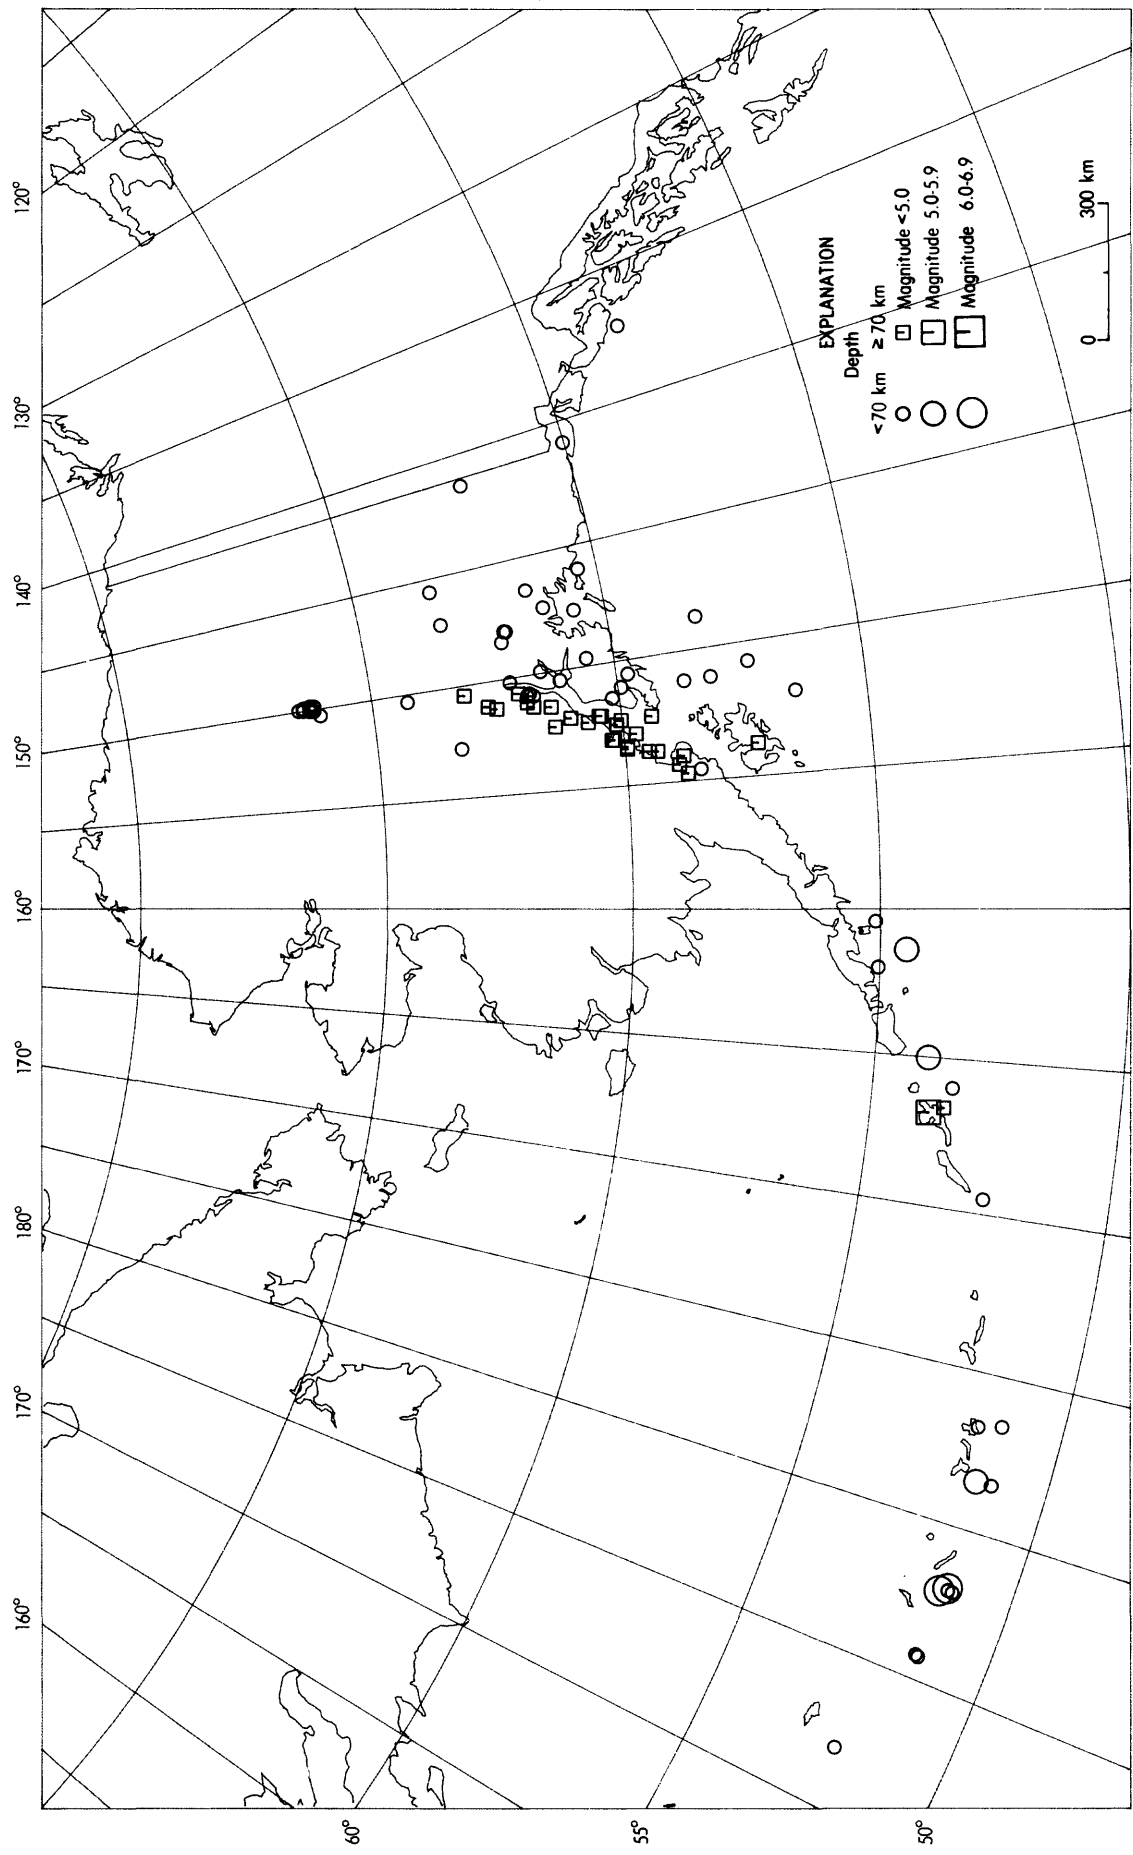 160° 170° 180° 170° 160° 150° 140° 130° 120°
60°
55°
50°
EXPLANATION
Depth
<70 km ≥70 km
Magnitude <5.0
Magnitude 5.0-5.9
Magnitude 6.0-6.9
0 300 km